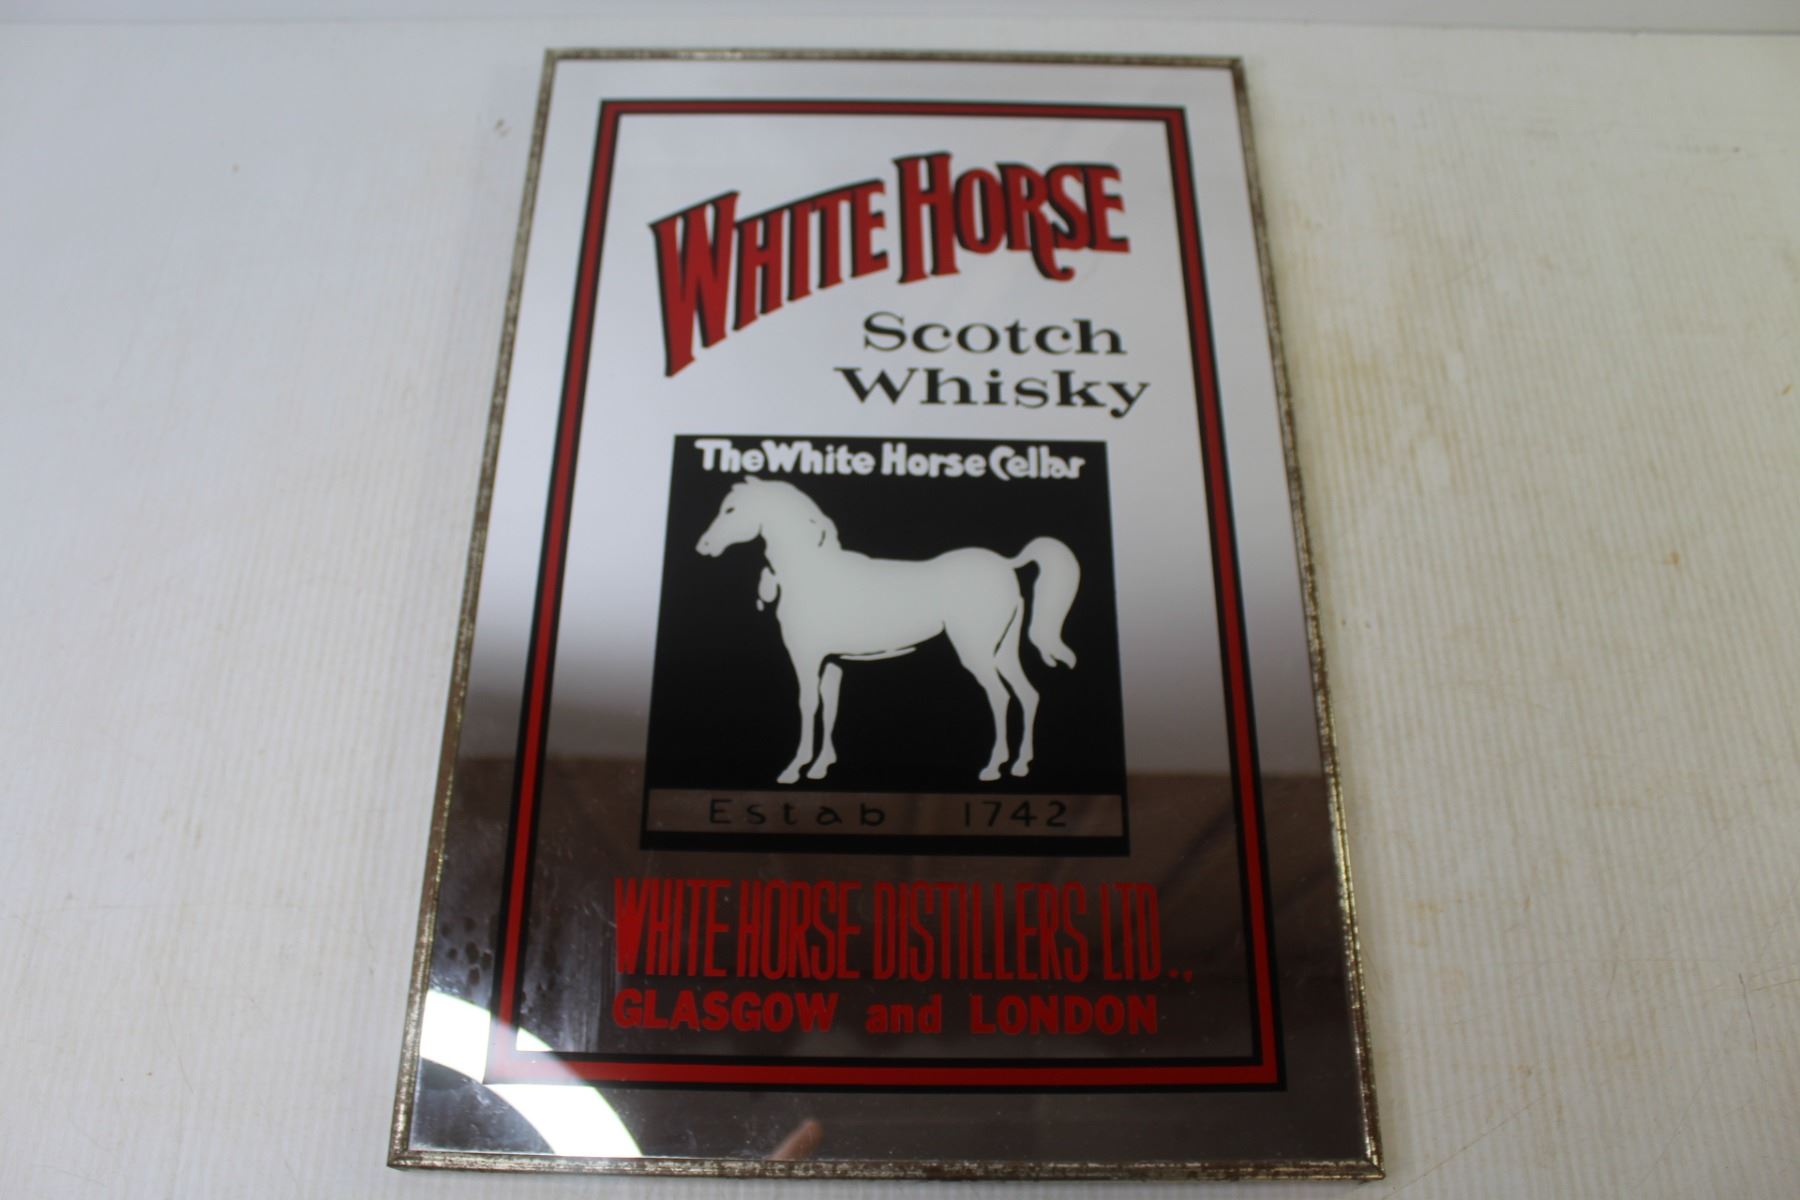 WHITE HORSE
Scotch
Whisky
The White Horse Cellar
Estab 1742
WHITE HORSE DISTILLERS LTD..
GLASGOW and LONDON